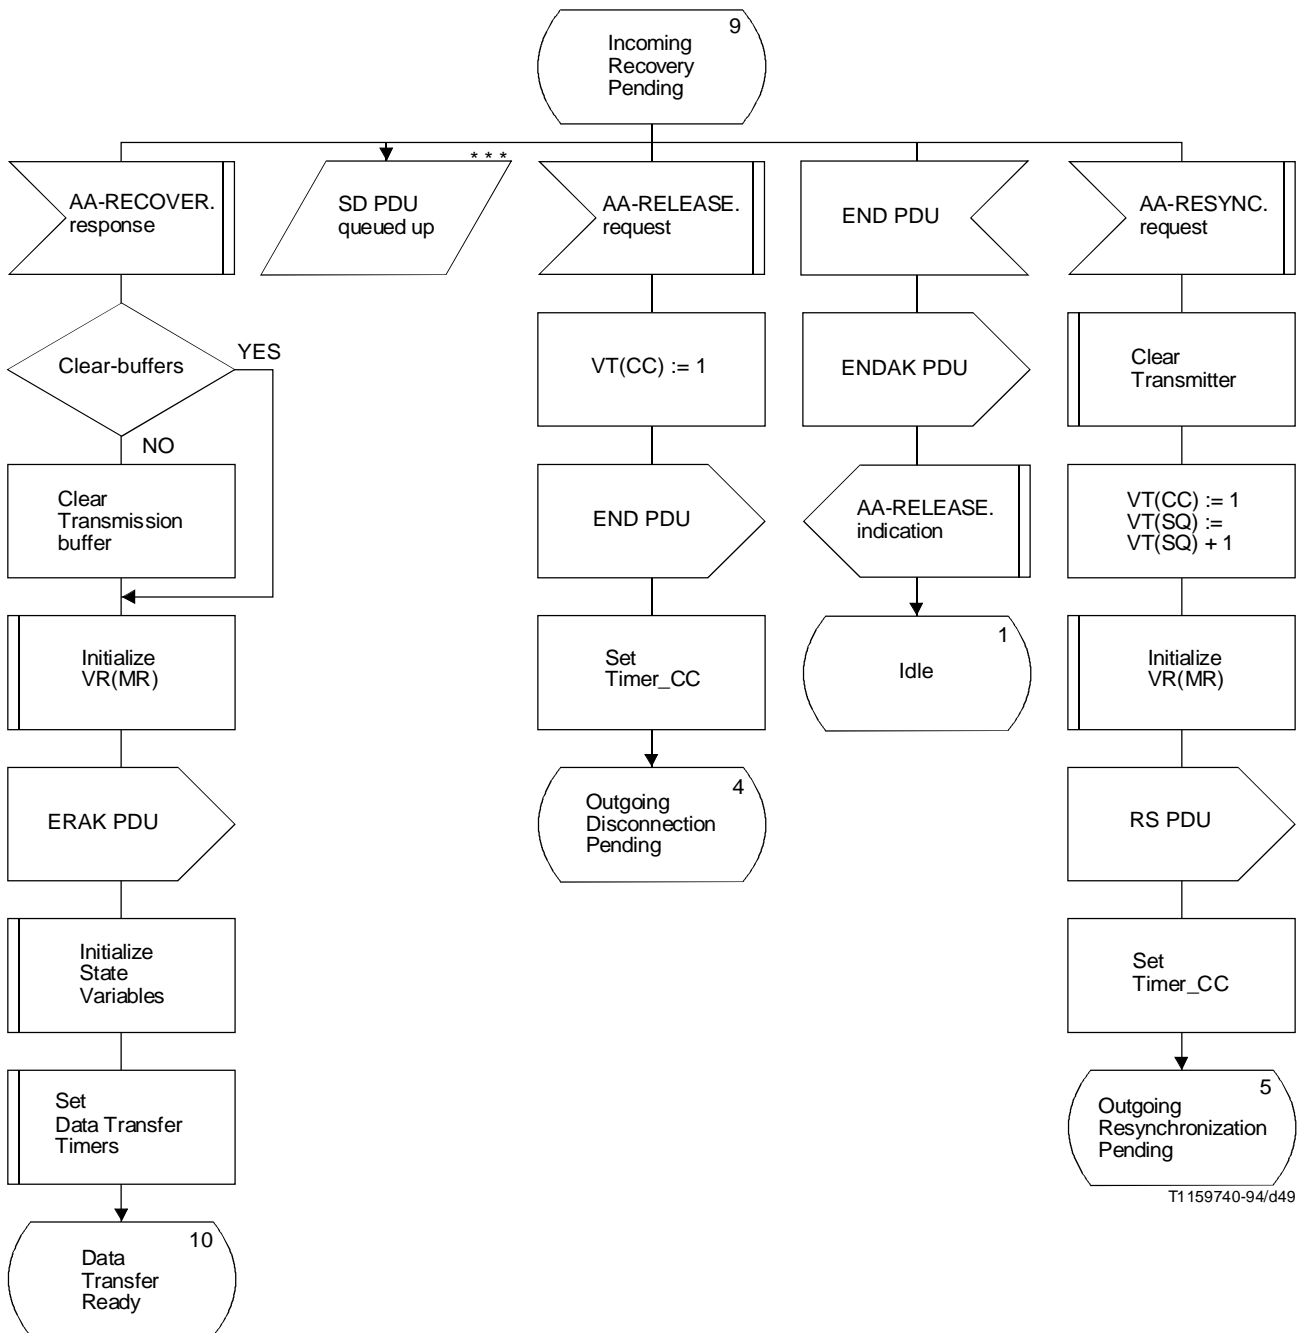 9
Incoming
Recovery
Pending
AA-RECOVER.
response
* * *
SD PDU
queued up
AA-RELEASE.
request
END PDU
AA-RESYNC.
request
Clear-buffers
YES
NO
Clear
Transmission
buffer
Initialize
VR(MR)
ERAK PDU
Initialize
State
Variables
Set
Data Transfer
Timers
10
Data
Transfer
Ready
VT(CC) := 1
END PDU
Set
Timer_CC
4
Outgoing
Disconnection
Pending
ENDAK PDU
AA-RELEASE.
indication
1
Idle
Clear
Transmitter
VT(CC) := 1
VT(SQ) :=
VT(SQ) + 1
Initialize
VR(MR)
RS PDU
Set
Timer_CC
5
Outgoing
Resynchronization
Pending
T1159740-94/d49